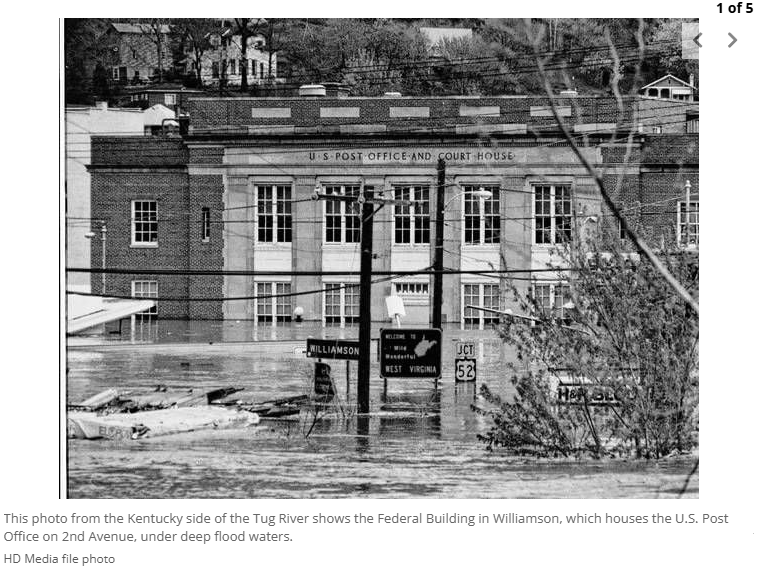 1 of 5
U·S·POST·OFFICE·AND COURT HOUSE
WELCOME TO
Wild
Wonderful
WEST VIRGINIA
WILLIAMSON
JCT
52
This photo from the Kentucky side of the Tug River shows the Federal Building in Williamson, which houses the U.S. Post
Office on 2nd Avenue, under deep flood waters.
HD Media file photo